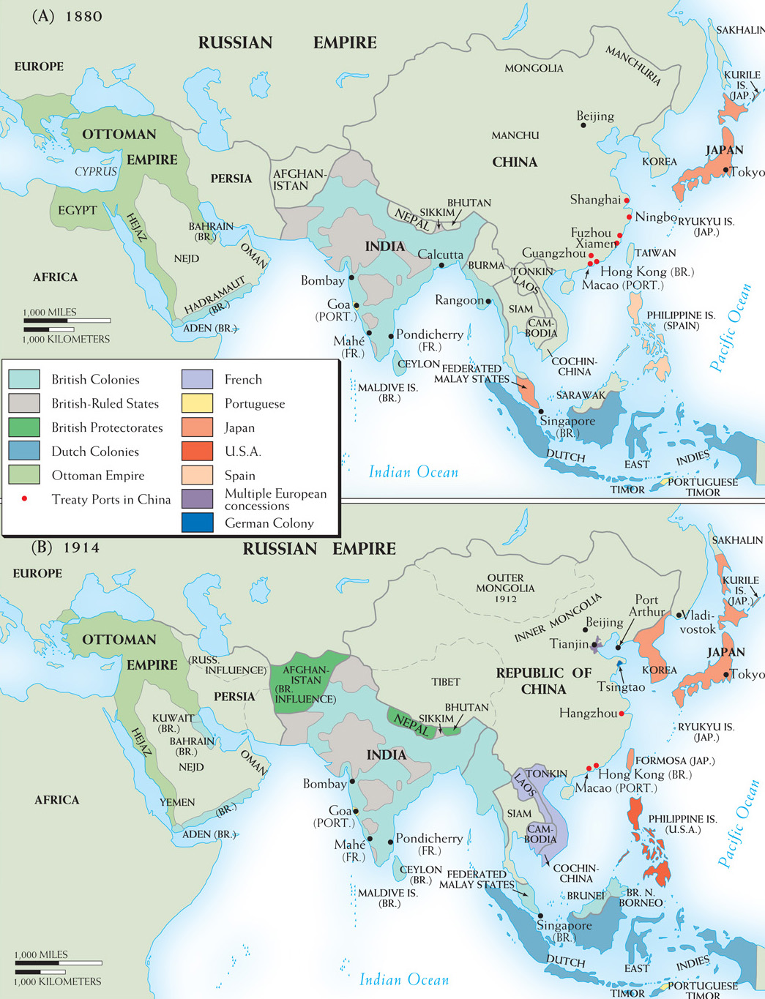 (A) 1880
RUSSIAN EMPIRE
EUROPE
SAKHALIN
MONGOLIA
MANCHURIA
KURILE
IS.
(JAP.)
Beijing
OTTOMAN
EMPIRE
CYPRUS
MANCHU
CHINA
KOREA
JAPAN
Tokyo
PERSIA
AFGHAN-
ISTAN
EGYPT
HEJAZ
BAHRAIN
(BR.)
NEJD
OMAN
HADRAMAUT
(BR.)
ADEN (BR.)
AFRICA
1,000 MILES
1,000 KILOMETERS
NEPAL
SIKKIM
BHUTAN
INDIA
Calcutta
Bombay
Goa
(PORT.)
Mahé
(FR.)
Pondicherry
(FR.)
CEYLON
MALDIVE IS.
(BR.)
BURMA
Rangoon
TONKIN
LAOS
SIAM
CAM-
BODIA
COCHIN-
CHINA
Shanghai
Ningbo
Fuzhou
Xiamen
Guangzhou
Hong Kong (BR.)
Macao (PORT.)
RYUKYU IS.
(JAP.)
TAIWAN
PHILIPPINE IS.
(SPAIN)
Pacific Ocean
FEDERATED
MALAY STATES
SARAWAK
Singapore
(BR.)
DUTCH
EAST
INDIES
TIMOR
PORTUGUESE
TIMOR
Indian Ocean
British Colonies
British-Ruled States
British Protectorates
Dutch Colonies
Ottoman Empire
Treaty Ports in China
French
Portuguese
Japan
U.S.A.
Spain
Multiple European
concessions
German Colony
(B) 1914
RUSSIAN EMPIRE
EUROPE
SAKHALIN
OUTER
MONGOLIA
1912
INNER MONGOLIA
KURILE
IS.
(JAP.)
Port
Arthur
Vladi-
vostok
Beijing
Tianjin
OTTOMAN
EMPIRE
(RUSS.
INFLUENCE)
PERSIA
AFGHAN-
ISTAN
(BR.
INFLUENCE)
TIBET
REPUBLIC OF
CHINA
Tsingtao
KOREA
JAPAN
Tokyo
Hangzhou
RYUKYU IS.
(JAP.)
KUWAIT
(BR.)
BAHRAIN
(BR.)
HEJAZ
NEJD
OMAN
YEMEN
(BR.)
ADEN (BR.)
AFRICA
NEPAL
SIKKIM
BHUTAN
INDIA
Bombay
Goa
(PORT.)
Mahé
(FR.)
Pondicherry
(FR.)
CEYLON
(BR.)
MALDIVE IS.
(BR.)
TONKIN
LAOS
SIAM
CAM-
BODIA
COCHIN-
CHINA
FORMOSA (JAP.)
Hong Kong (BR.)
Macao (PORT.)
PHILIPPINE IS.
(U.S.A.)
Pacific Ocean
FEDERATED
MALAY STATES
BRUNEI
BR. N.
BORNEO
Singapore
(BR.)
DUTCH
EAST
INDIES
TIMOR
PORTUGUESE
TIMOR
1,000 MILES
1,000 KILOMETERS
Indian Ocean